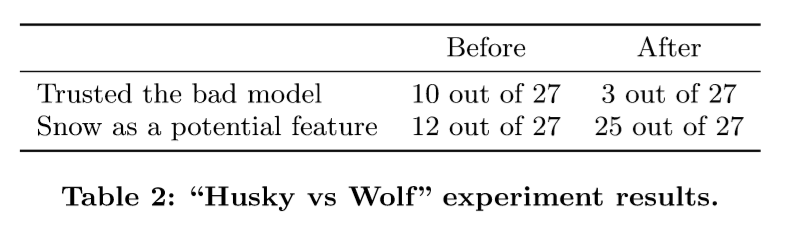 Before After
Trusted the bad model 10 out of 27 3 out of 27
Snow as a potential feature 12 out of 27 25 out of 27
Table 2: “Husky vs Wolf” experiment results.